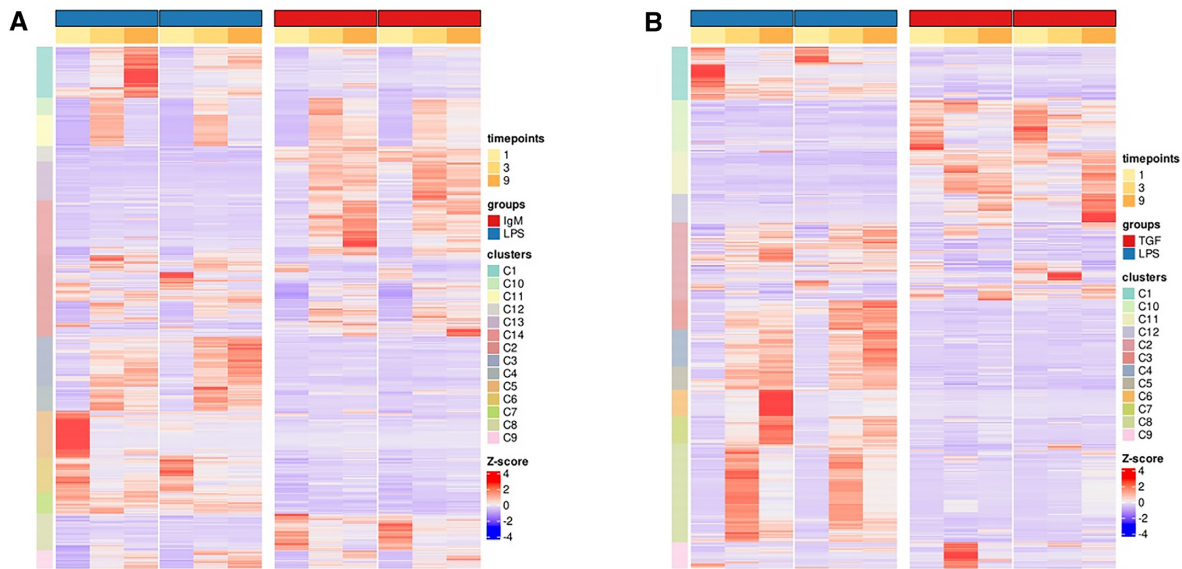 A
timepoints
1
3
9
groups
IgM
LPS
clusters
C1
C10
C11
C12
C13
C14
C2
C3
C4
C5
C6
C7
C8
C9
Z-score
4
2
0
-2
-4
B
timepoints
1
3
9
groups
TGF
LPS
clusters
C1
C10
C11
C12
C2
C3
C4
C5
C6
C7
C8
C9
Z-score
4
2
0
-2
-4